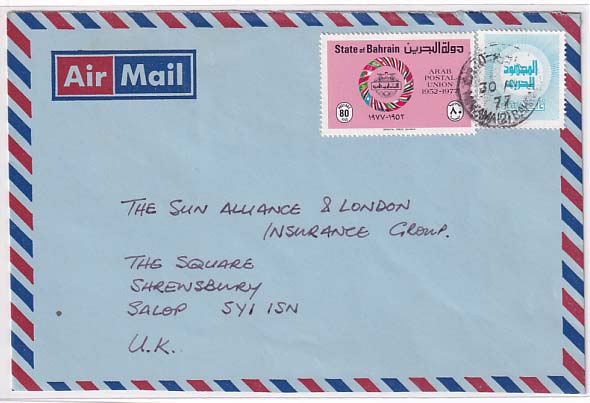 Air Mail
State of Bahrain دولة البحرين
ARAB
POSTAL
UNION
1952-1977
80
٨٠
١٩٧٧-١٩٥٢
30
77
THE SUN ALLIANCE & LONDON
INSURANCE GROUP.
THE SQUARE
SHREWSBURY
SALOP SY1 1SN
U.K.